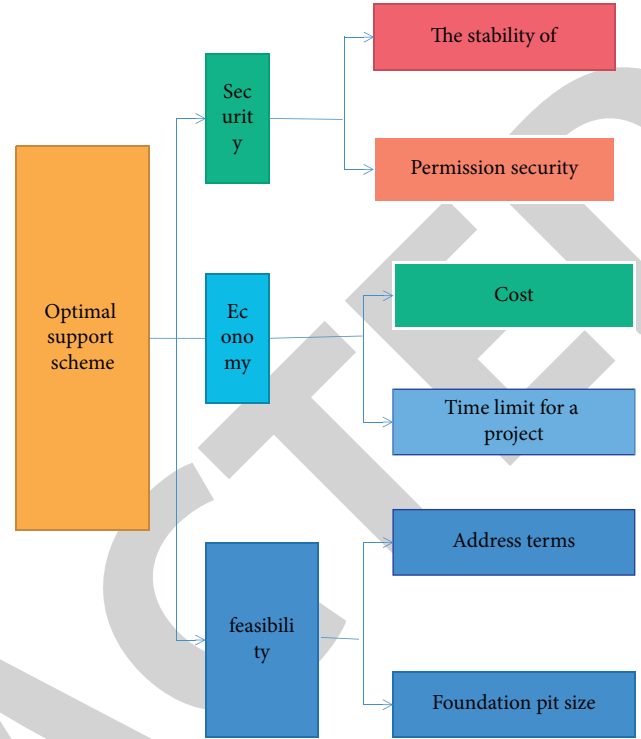 The stability of
Sec
urit
y
Permission security
Optimal
support
scheme
Ec
ono
my
Cost
Time limit for a
project
feasibili
ty
Address terms
Foundation pit size